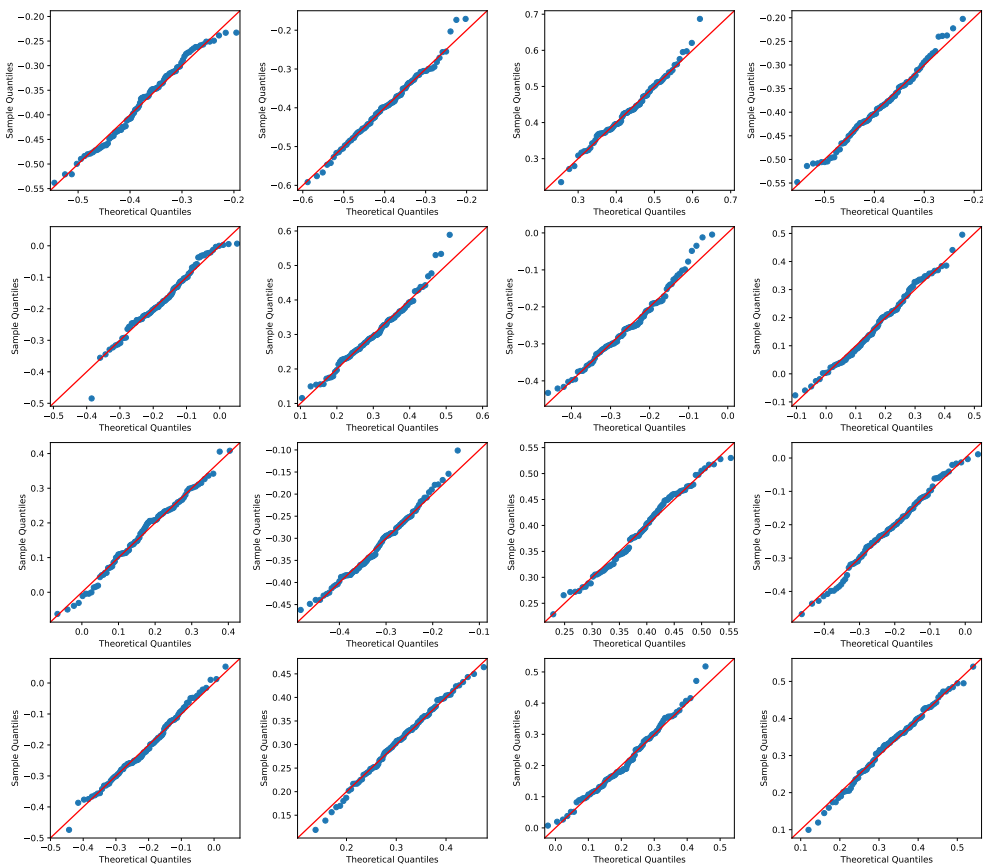 −0.20
−0.25
−0.30
−0.35
−0.40
−0.45
−0.50
−0.55
Sample Quantiles
−0.5 −0.4 −0.3 −0.2
Theoretical Quantiles
−0.2
−0.3
−0.4
−0.5
−0.6
Sample Quantiles
−0.6 −0.5 −0.4 −0.3 −0.2
Theoretical Quantiles
0.7
0.6
0.5
0.4
0.3
Sample Quantiles
0.3 0.4 0.5 0.6 0.7
Theoretical Quantiles
−0.20
−0.25
−0.30
−0.35
−0.40
−0.45
−0.50
−0.55
Sample Quantiles
−0.5 −0.4 −0.3 −0.2
Theoretical Quantiles
0.0
−0.1
−0.2
−0.3
−0.4
−0.5
Sample Quantiles
−0.5 −0.4 −0.3 −0.2 −0.1 0.0
Theoretical Quantiles
0.6
0.5
0.4
0.3
0.2
0.1
Sample Quantiles
0.1 0.2 0.3 0.4 0.5 0.6
Theoretical Quantiles
0.0
−0.1
−0.2
−0.3
−0.4
Sample Quantiles
−0.4 −0.3 −0.2 −0.1 0.0
Theoretical Quantiles
0.5
0.4
0.3
0.2
0.1
0.0
−0.1
Sample Quantiles
−0.1 0.0 0.1 0.2 0.3 0.4 0.5
Theoretical Quantiles
0.4
0.3
0.2
0.1
0.0
Sample Quantiles
0.0 0.1 0.2 0.3 0.4
Theoretical Quantiles
−0.10
−0.15
−0.20
−0.25
−0.30
−0.35
−0.40
−0.45
Sample Quantiles
−0.4 −0.3 −0.2 −0.1
Theoretical Quantiles
0.55
0.50
0.45
0.40
0.35
0.30
0.25
Sample Quantiles
0.25 0.30 0.35 0.40 0.45 0.50 0.55
Theoretical Quantiles
0.0
−0.1
−0.2
−0.3
−0.4
Sample Quantiles
−0.4 −0.3 −0.2 −0.1 0.0
Theoretical Quantiles
0.0
−0.1
−0.2
−0.3
−0.4
−0.5
Sample Quantiles
−0.5 −0.4 −0.3 −0.2 −0.1 0.0
Theoretical Quantiles
0.45
0.40
0.35
0.30
0.25
0.20
0.15
Sample Quantiles
0.2 0.3 0.4
Theoretical Quantiles
0.5
0.4
0.3
0.2
0.1
0.0
Sample Quantiles
0.0 0.1 0.2 0.3 0.4 0.5
Theoretical Quantiles
0.5
0.4
0.3
0.2
0.1
Sample Quantiles
0.1 0.2 0.3 0.4 0.5
Theoretical Quantiles